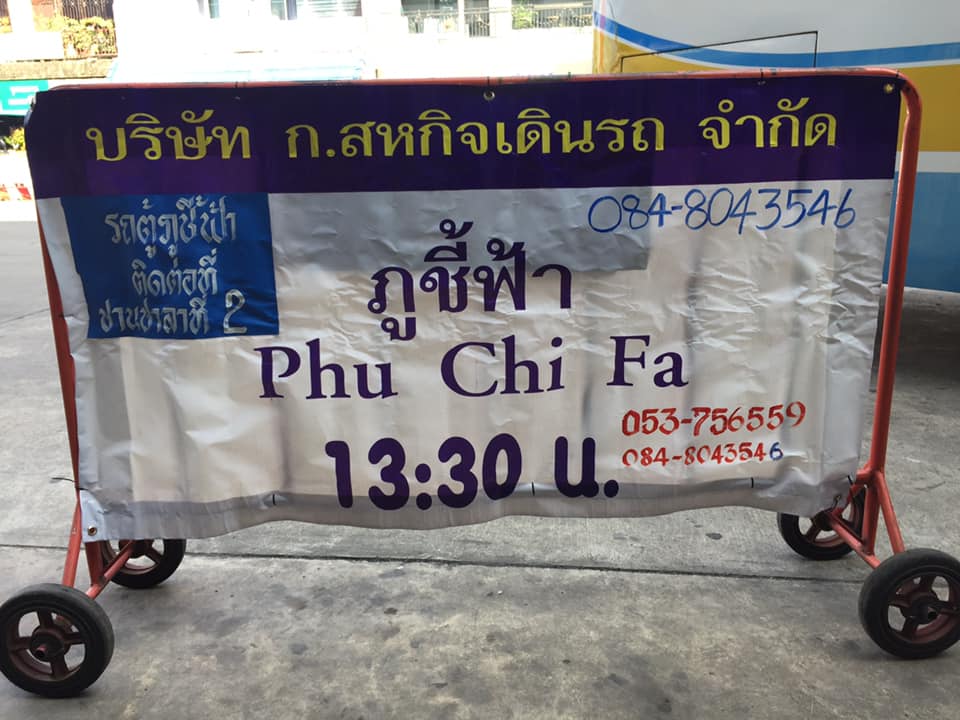 บริษัท ก.สหกิจเดินรถ จำกัด
084-8043546
รถตู้ภูชี้ฟ้า
ติดต่อที่
ชานชาลาที่ 2
ภูชี้ฟ้า
Phu Chi Fa
053-756559
084-8043546
13:30 น.